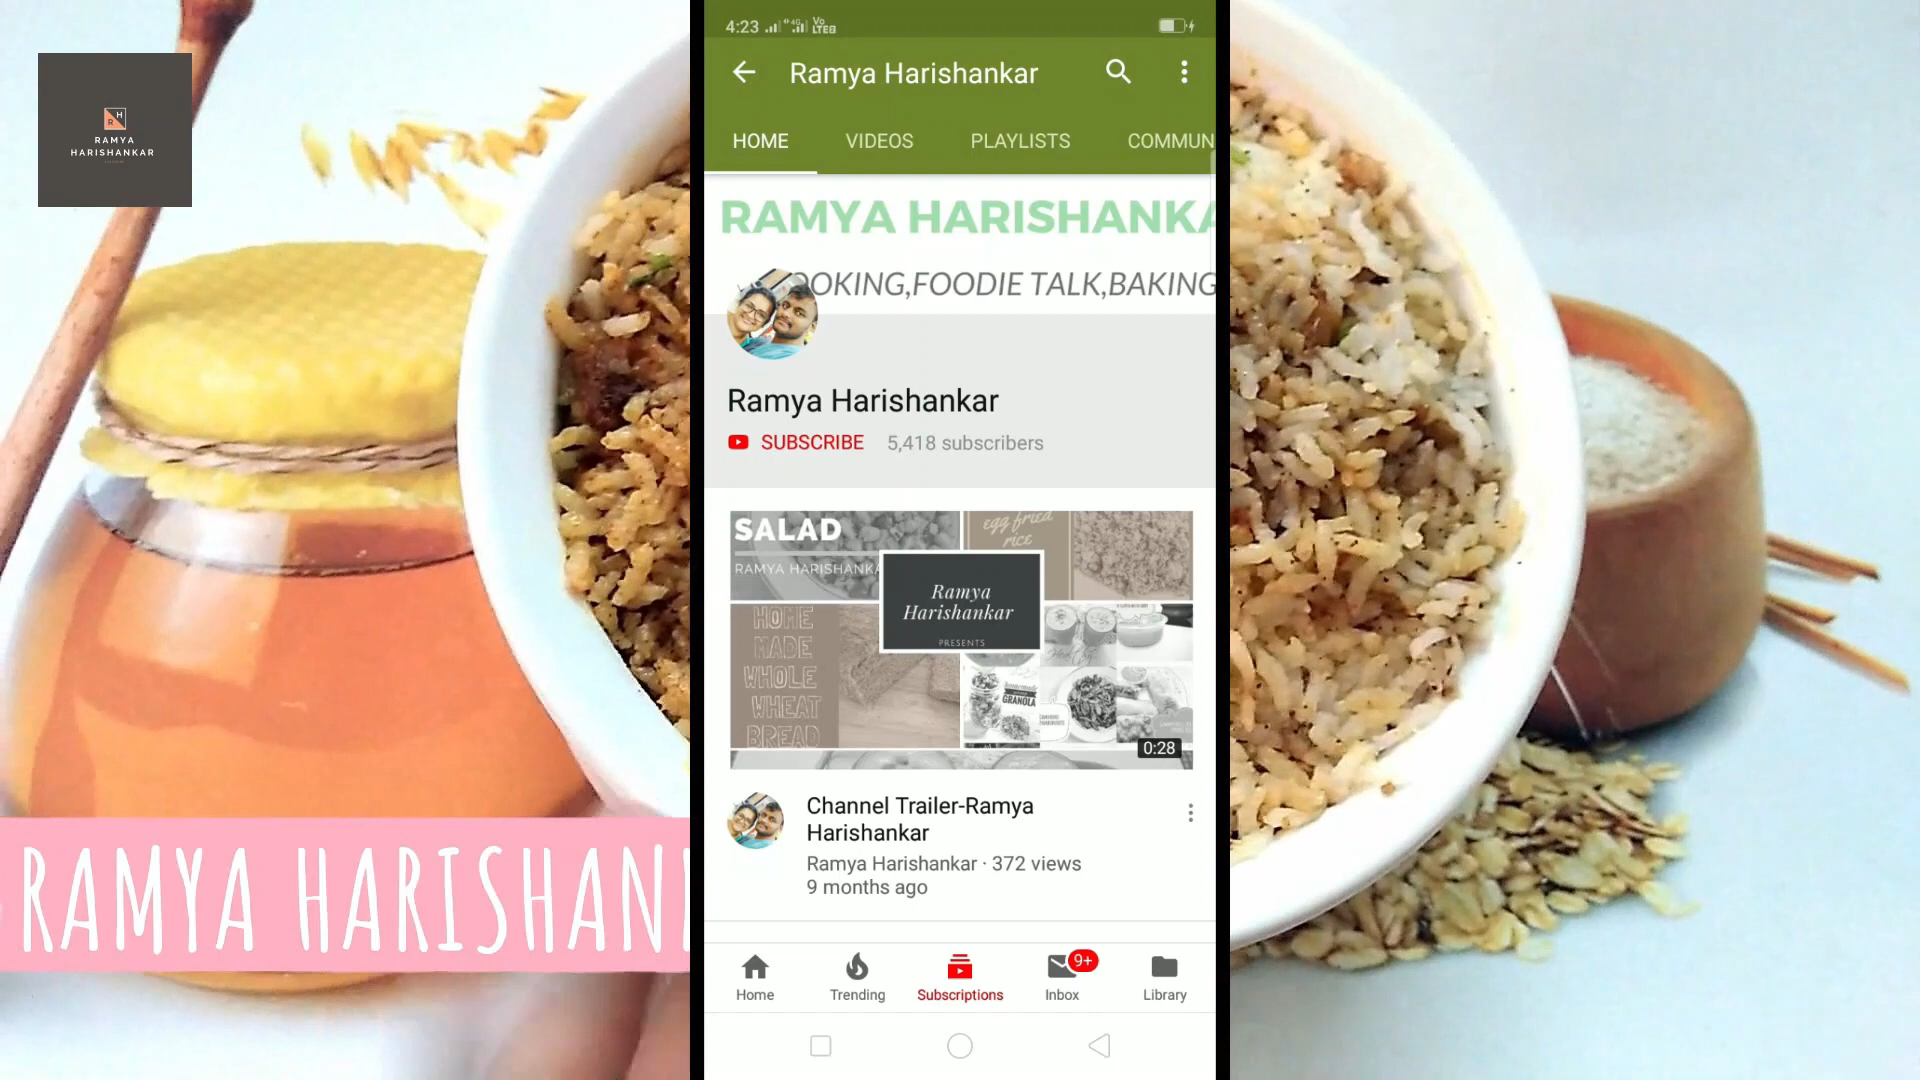 RAMYA
HARISHANKAR
RAMYA HARISHAN
4:23
Ramya Harishankar
HOME VIDEOS PLAYLISTS COMMUN
RAMYA HARISHANKA
OKING,FOODIE TALK,BAKING
Ramya Harishankar
SUBSCRIBE 5,418 subscribers
SALAD
RAMYA HARISHANKA
egg fried
rice
Ramya
Harishankar
PRESENTS
HOME
MADE
WHOLE
WHEAT
BREAD
GRANOLA
0:28
Channel Trailer-Ramya
Harishankar
Ramya Harishankar · 372 views
9 months ago
9+
Home Trending Subscriptions Inbox Library